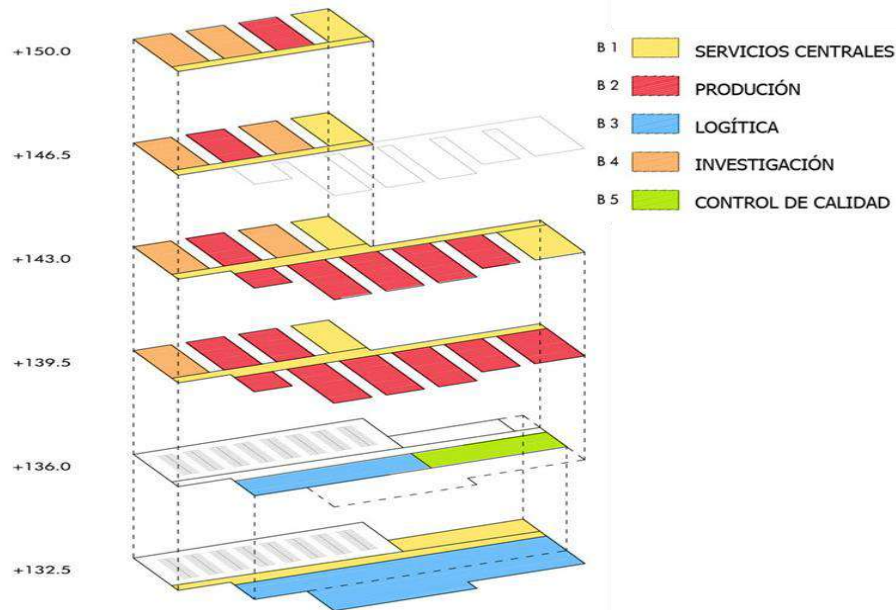 +150.0
+146.5
+143.0
+139.5
+136.0
+132.5
B 1 SERVICIOS CENTRALES
B 2 PRODUCIÓN
B 3 LOGÍTICA
B 4 INVESTIGACIÓN
B 5 CONTROL DE CALIDAD